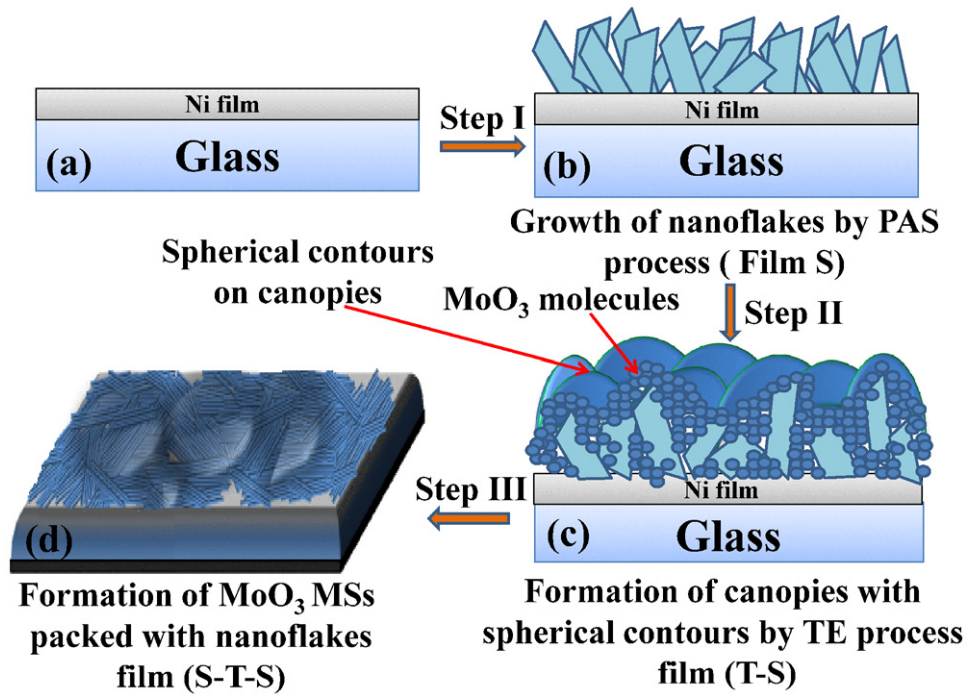 Ni film
Glass
(a)
Step I
Ni film
Glass
(b)
Growth of nanoflakes by PAS
process ( Film S)
Step II
Spherical contours
on canopies
MoO₃ molecules
Ni film
Glass
(c)
Formation of canopies with
spherical contours by TE process
film (T-S)
Step III
(d)
Formation of MoO₃ MSs
packed with nanoflakes
film (S-T-S)